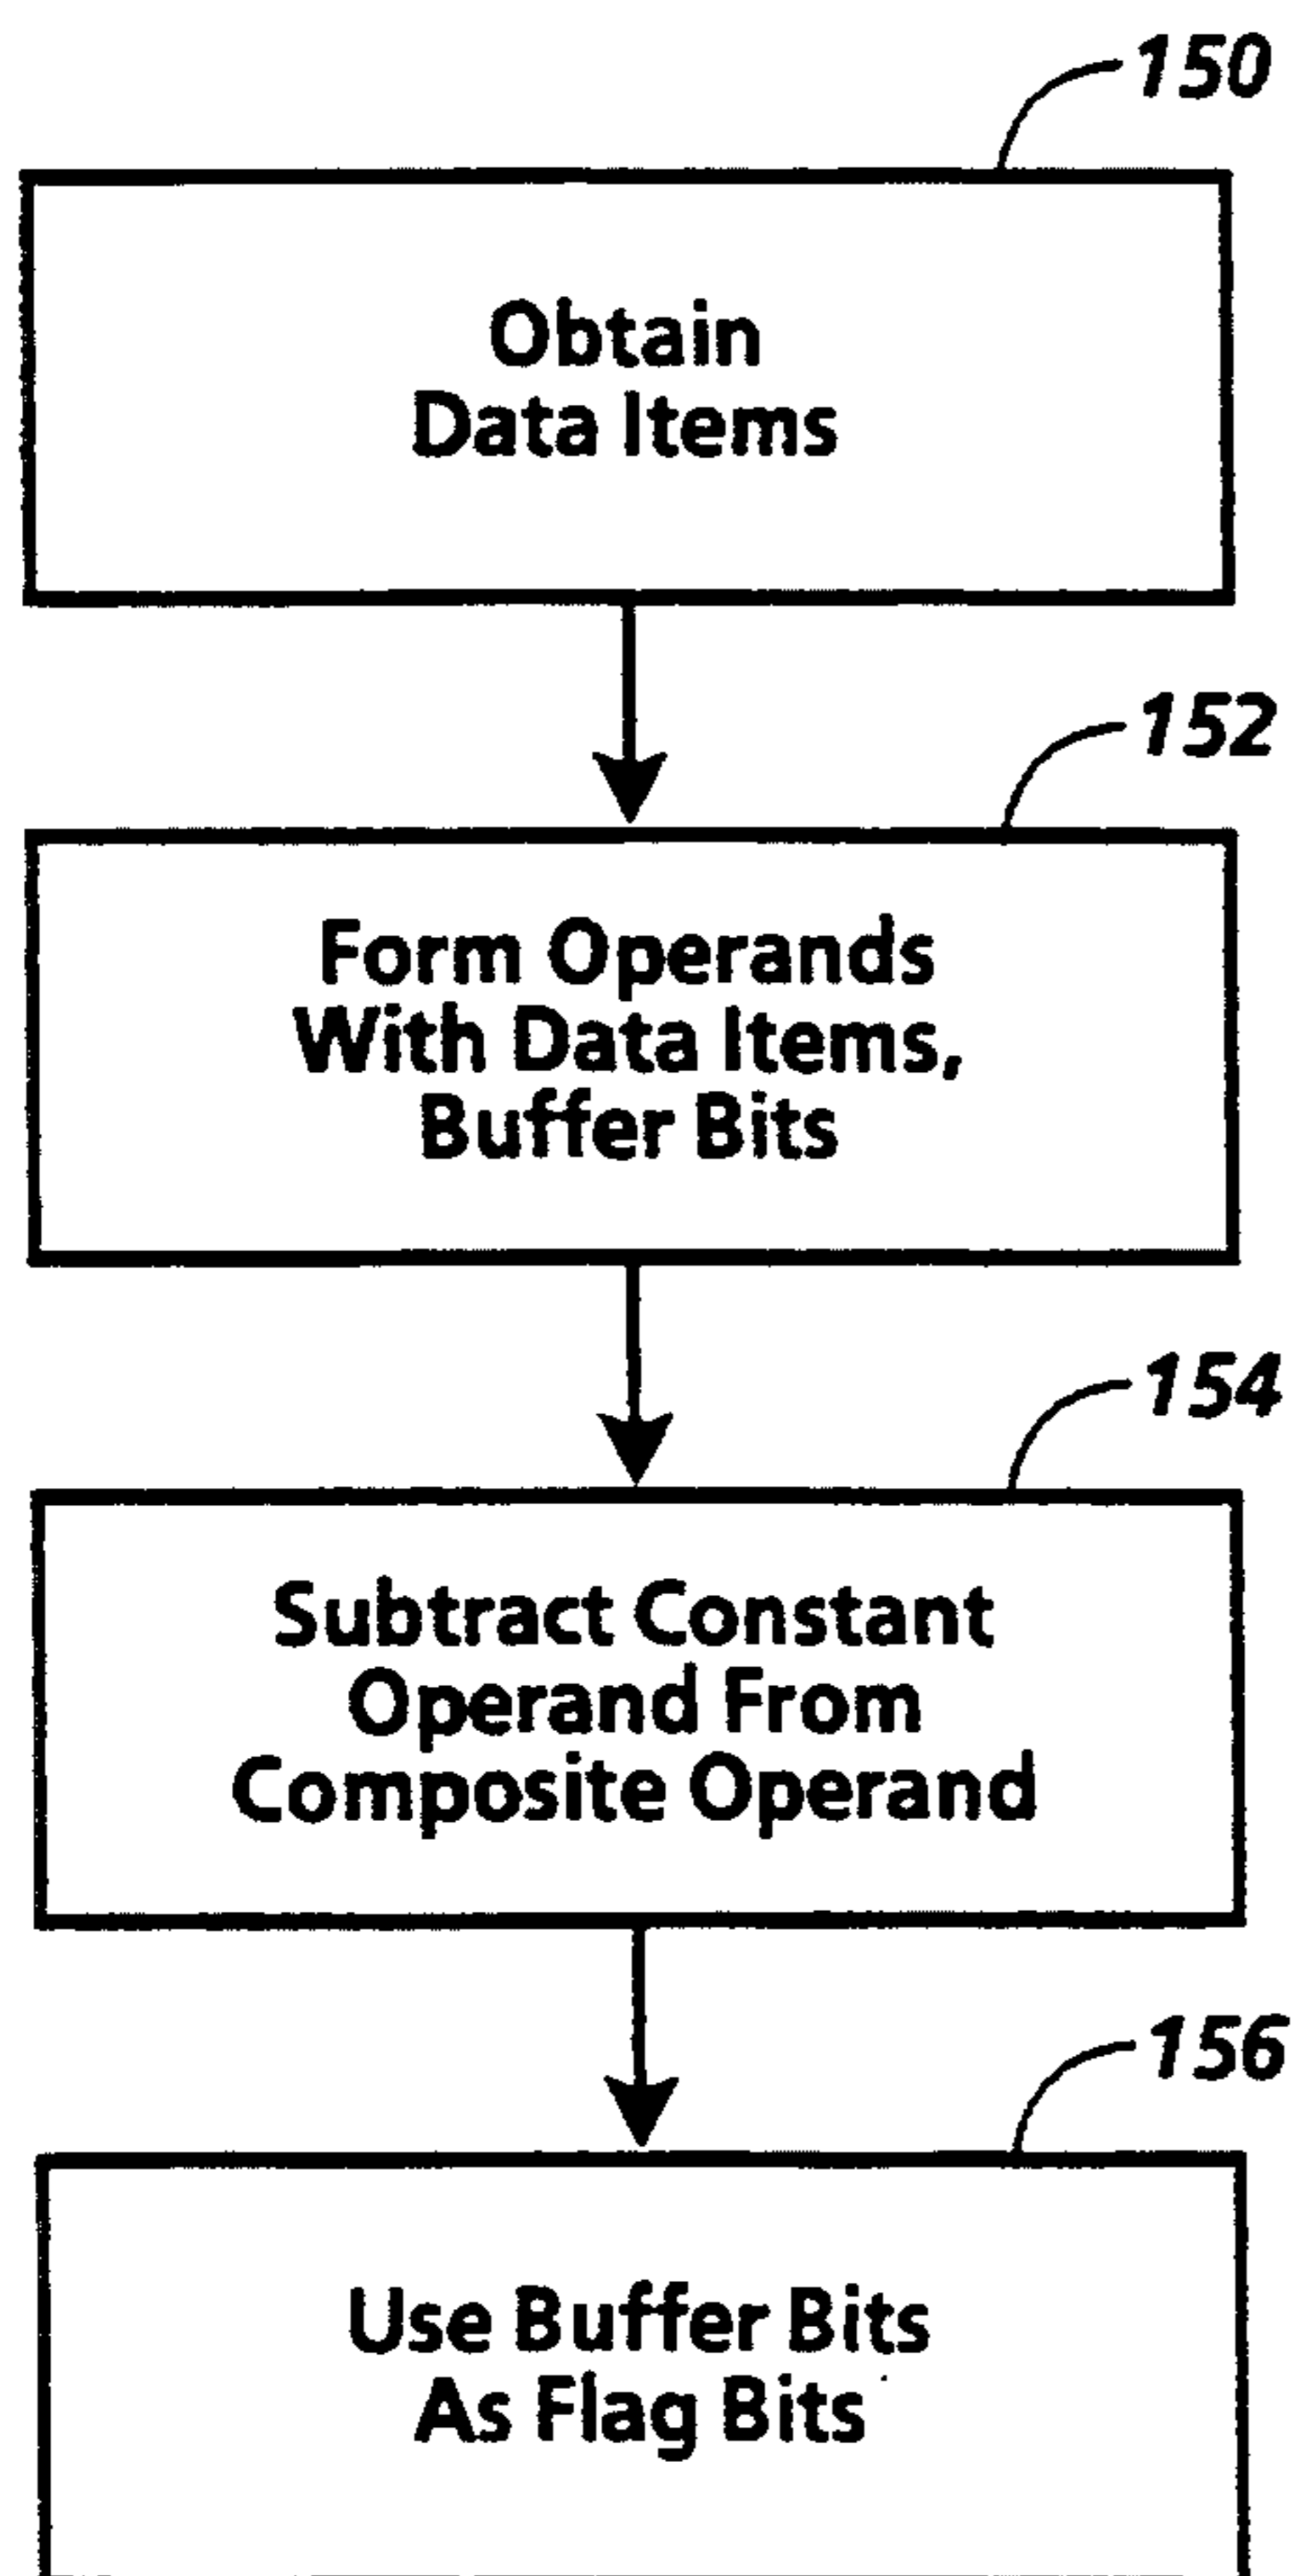 150
Obtain
Data Items
152
Form Operands
With Data Items,
Buffer Bits
154
Subtract Constant
Operand From
Composite Operand
156
Use Buffer Bits
As Flag Bits